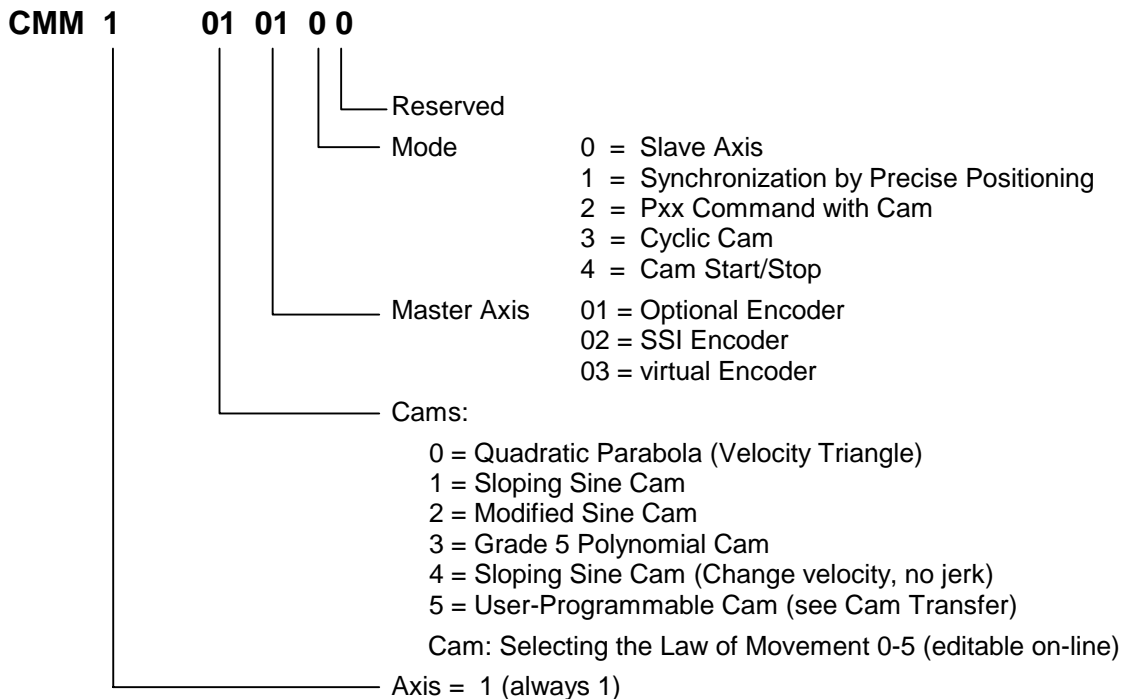 CMM 1 01 01 0 0
Reserved
Mode 0 = Slave Axis
1 = Synchronization by Precise Positioning
2 = Pxx Command with Cam
3 = Cyclic Cam
4 = Cam Start/Stop
Master Axis 01 = Optional Encoder
02 = SSI Encoder
03 = virtual Encoder
Cams:
0 = Quadratic Parabola (Velocity Triangle)
1 = Sloping Sine Cam
2 = Modified Sine Cam
3 = Grade 5 Polynomial Cam
4 = Sloping Sine Cam (Change velocity, no jerk)
5 = User-Programmable Cam (see Cam Transfer)
Cam: Selecting the Law of Movement 0-5 (editable on-line)
Axis = 1 (always 1)